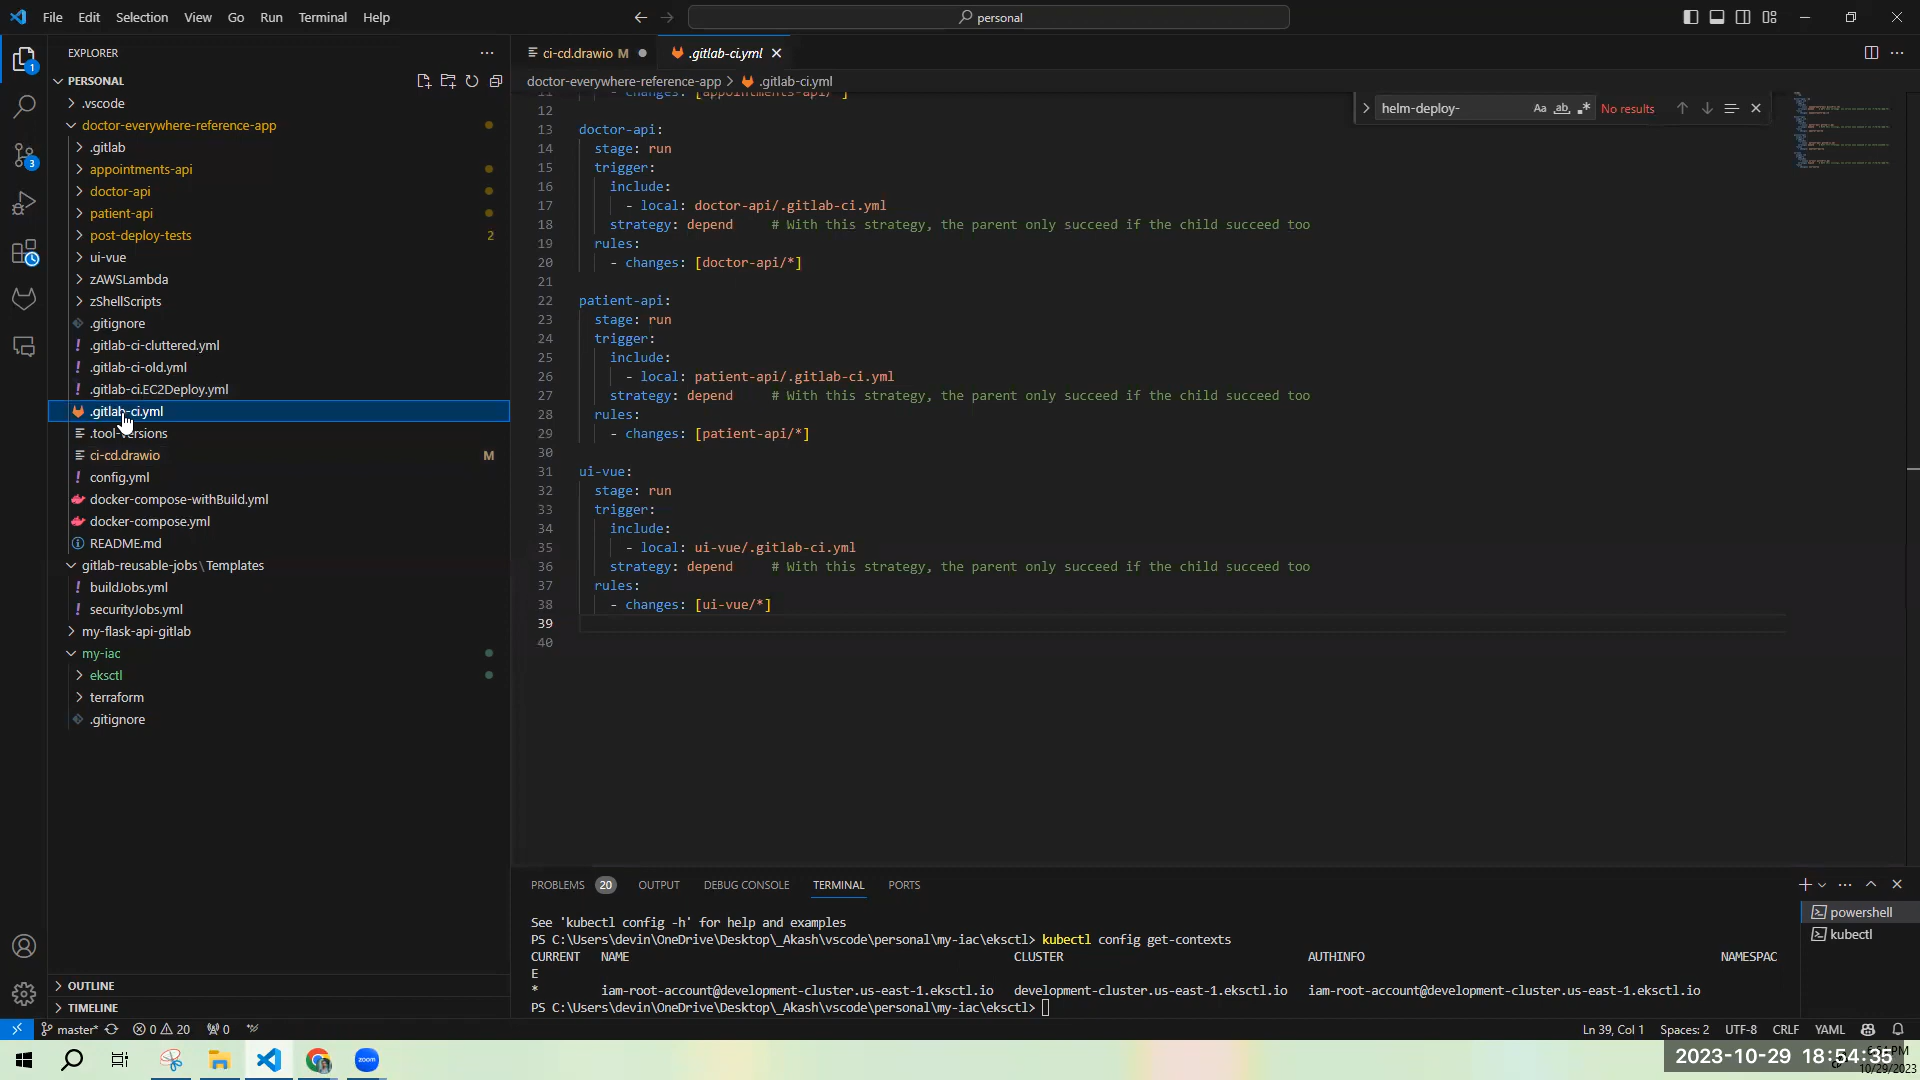 File Edit Selection View Go Run Terminal Help
personal
EXPLORER
PERSONAL
.vscode
doctor-everywhere-reference-app
.gitlab
appointments-api
doctor-api
patient-api
post-deploy-tests 2
ui-vue
zAWSLambda
zShellScripts
.gitignore
.gitlab-ci-cluttered.yml
.gitlab-ci-old.yml
.gitlab-ci.EC2Deploy.yml
.gitlab-ci.yml
.tool-versions
ci-cd.drawio M
config.yml
docker-compose-withBuild.yml
docker-compose.yml
README.md
gitlab-reusable-jobs\Templates
buildJobs.yml
securityJobs.yml
my-flask-api-gitlab
my-iac
eksctl
terraform
.gitignore
OUTLINE
TIMELINE
1
3
ci-cd.drawio M
.gitlab-ci.yml
doctor-everywhere-reference-app > .gitlab-ci.yml
helm-deploy- Aa ab .* No results
11 - changes: [appointments-api/*]
12
13 doctor-api:
14 stage: run
15 trigger:
16 include:
17 - local: doctor-api/.gitlab-ci.yml
18 strategy: depend # With this strategy, the parent only succeed if the child succeed too
19 rules:
20 - changes: [doctor-api/*]
21
22 patient-api:
23 stage: run
24 trigger:
25 include:
26 - local: patient-api/.gitlab-ci.yml
27 strategy: depend # With this strategy, the parent only succeed if the child succeed too
28 rules:
29 - changes: [patient-api/*]
30
31 ui-vue:
32 stage: run
33 trigger:
34 include:
35 - local: ui-vue/.gitlab-ci.yml
36 strategy: depend # With this strategy, the parent only succeed if the child succeed too
37 rules:
38 - changes: [ui-vue/*]
39
40
PROBLEMS 20 OUTPUT DEBUG CONSOLE TERMINAL PORTS
See 'kubectl config -h' for help and examples
PS C:\Users\devin\OneDrive\Desktop\_Akash\vscode\personal\my-iac\eksctl> kubectl config get-contexts
CURRENT NAME CLUSTER AUTHINFO NAMESPAC
E
* iam-root-account@development-cluster.us-east-1.eksctl.io development-cluster.us-east-1.eksctl.io iam-root-account@development-cluster.us-east-1.eksctl.io
PS C:\Users\devin\OneDrive\Desktop\_Akash\vscode\personal\my-iac\eksctl>
powershell
kubectl
master* 0 20 0
Ln 39, Col 1 Spaces: 2 UTF-8 CRLF YAML
zoom
2023-10-29 18:54:35
10/29/2023